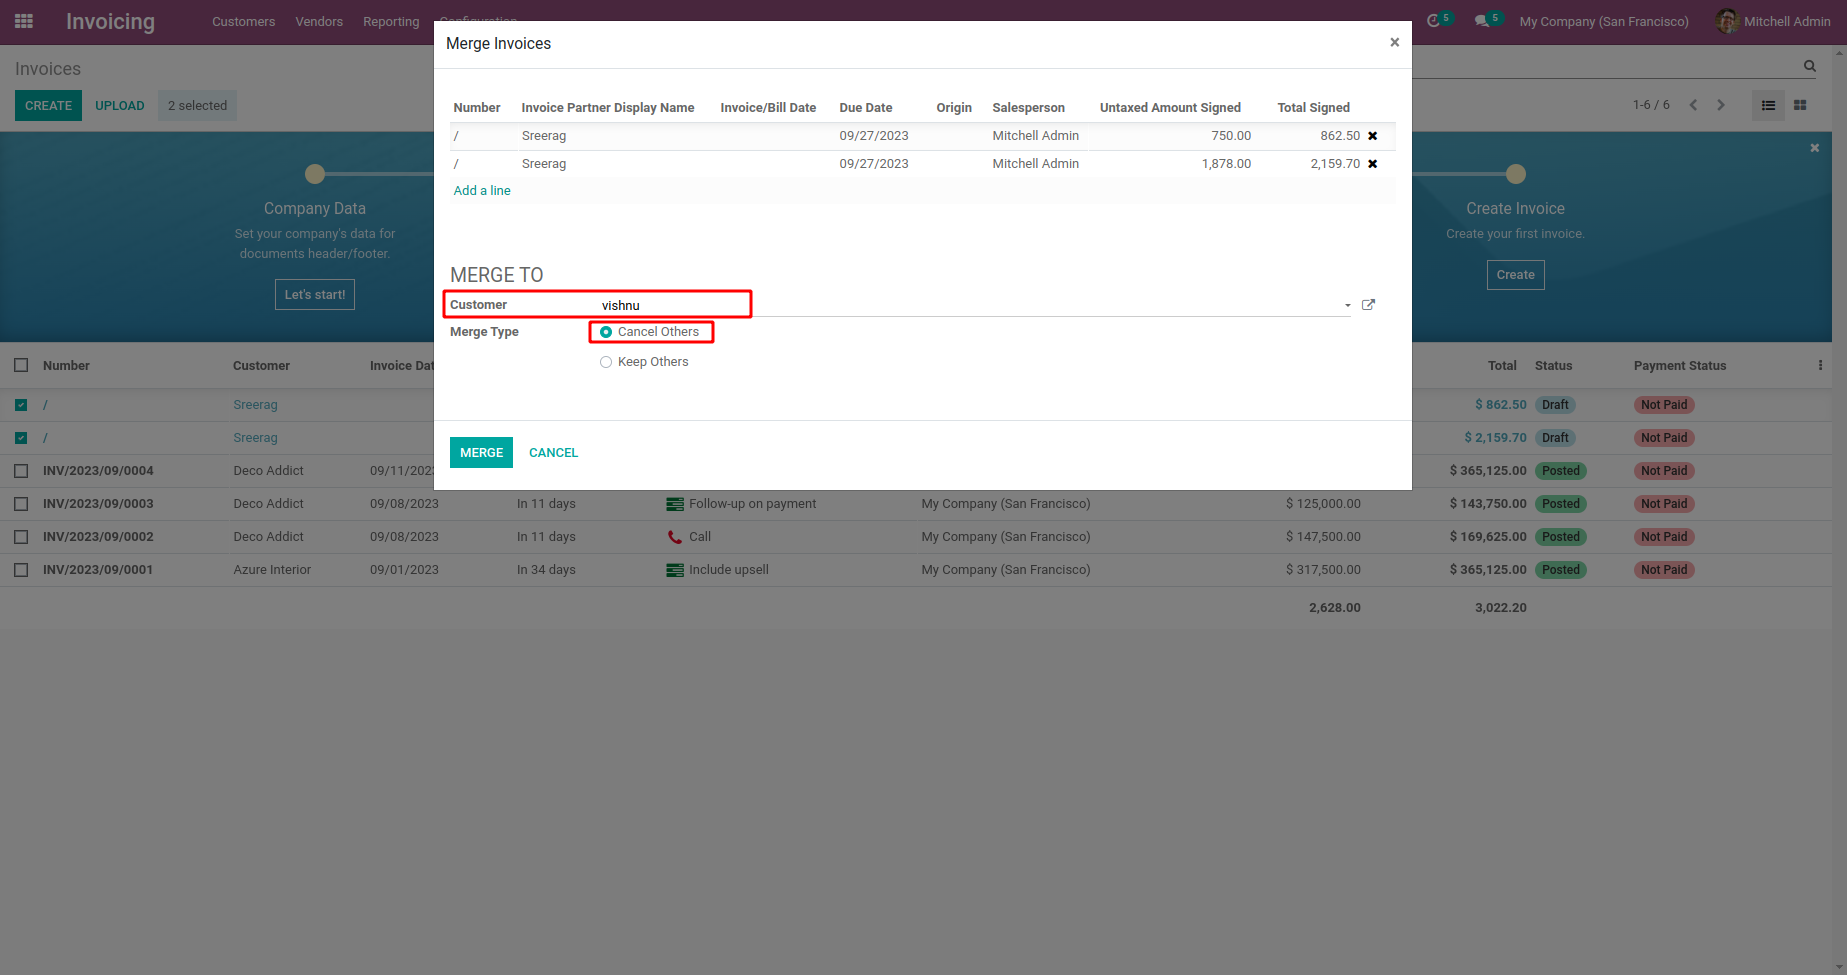 Invoicing Customers Vendors Reporting Configuration 5 5 My Company (San Francisco) Mitchell Admin
Merge Invoices ×
Invoices
CREATE UPLOAD 2 selected 1-6 / 6
Number Invoice Partner Display Name Invoice/Bill Date Due Date Origin Salesperson Untaxed Amount Signed Total Signed
/ Sreerag 09/27/2023 Mitchell Admin 750.00 862.50
/ Sreerag 09/27/2023 Mitchell Admin 1,878.00 2,159.70
Add a line
Company Data
Set your company's data for
documents header/footer.
Let's start!
Create Invoice
Create your first invoice.
Create
MERGE TO
Customer vishnu
Merge Type Cancel Others
Keep Others
MERGE CANCEL
Number Customer Invoice Dat Total Status Payment Status
/ Sreerag $ 862.50 Draft Not Paid
/ Sreerag $ 2,159.70 Draft Not Paid
INV/2023/09/0004 Deco Addict 09/11/202 $ 365,125.00 Posted Not Paid
INV/2023/09/0003 Deco Addict 09/08/2023 In 11 days Follow-up on payment My Company (San Francisco) $ 125,000.00 $ 143,750.00 Posted Not Paid
INV/2023/09/0002 Deco Addict 09/08/2023 In 11 days Call My Company (San Francisco) $ 147,500.00 $ 169,625.00 Posted Not Paid
INV/2023/09/0001 Azure Interior 09/01/2023 In 34 days Include upsell My Company (San Francisco) $ 317,500.00 $ 365,125.00 Posted Not Paid
2,628.00 3,022.20